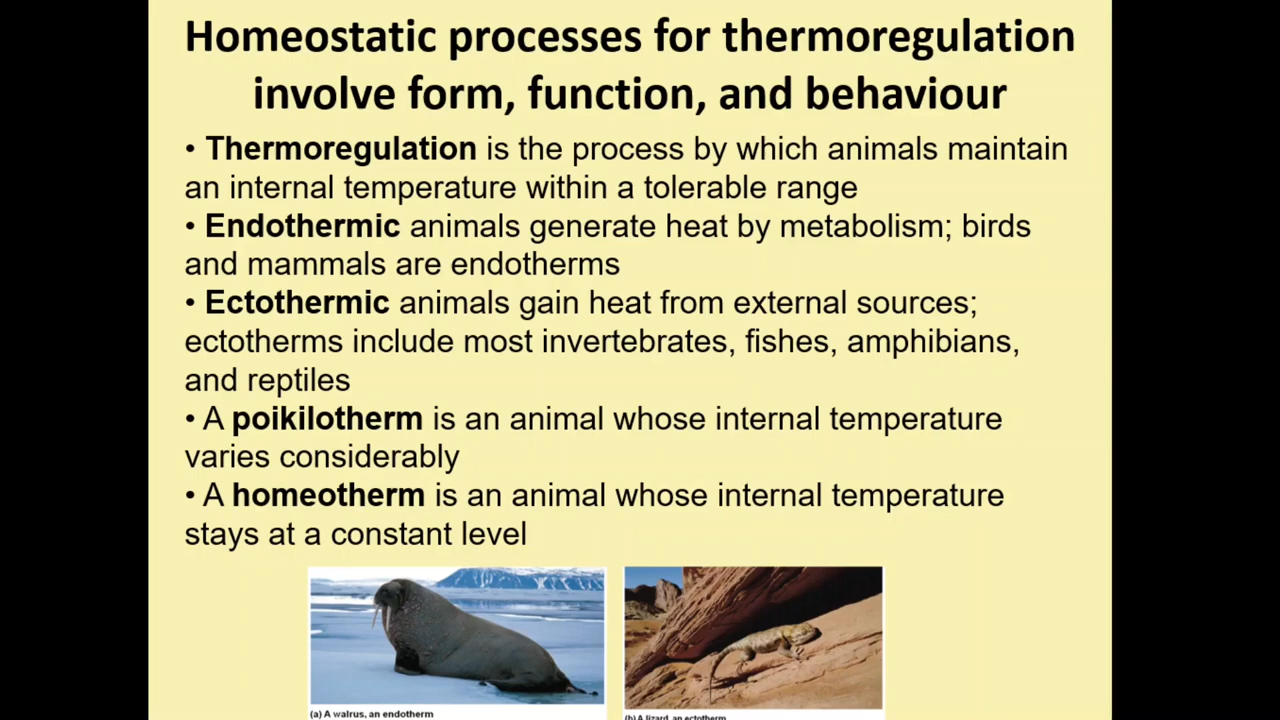 Homeostatic processes for thermoregulation
involve form, function, and behaviour
• Thermoregulation is the process by which animals maintain
an internal temperature within a tolerable range
• Endothermic animals generate heat by metabolism; birds
and mammals are endotherms
• Ectothermic animals gain heat from external sources;
ectotherms include most invertebrates, fishes, amphibians,
and reptiles
• A poikilotherm is an animal whose internal temperature
varies considerably
• A homeotherm is an animal whose internal temperature
stays at a constant level
(a) A walrus, an endotherm
(b) A lizard, an ectotherm